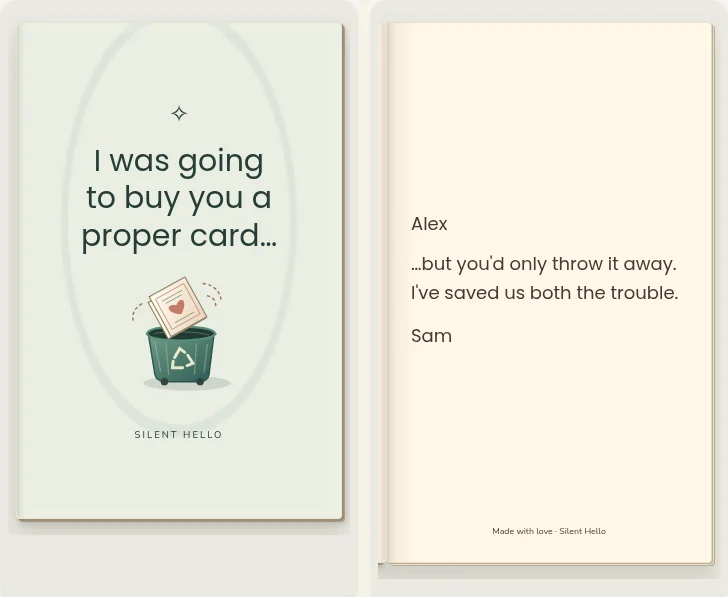 I was going
to buy you a
proper card...
SILENT HELLO
Alex
...but you'd only throw it away.
I've saved us both the trouble.
Sam
Made with love · Silent Hello